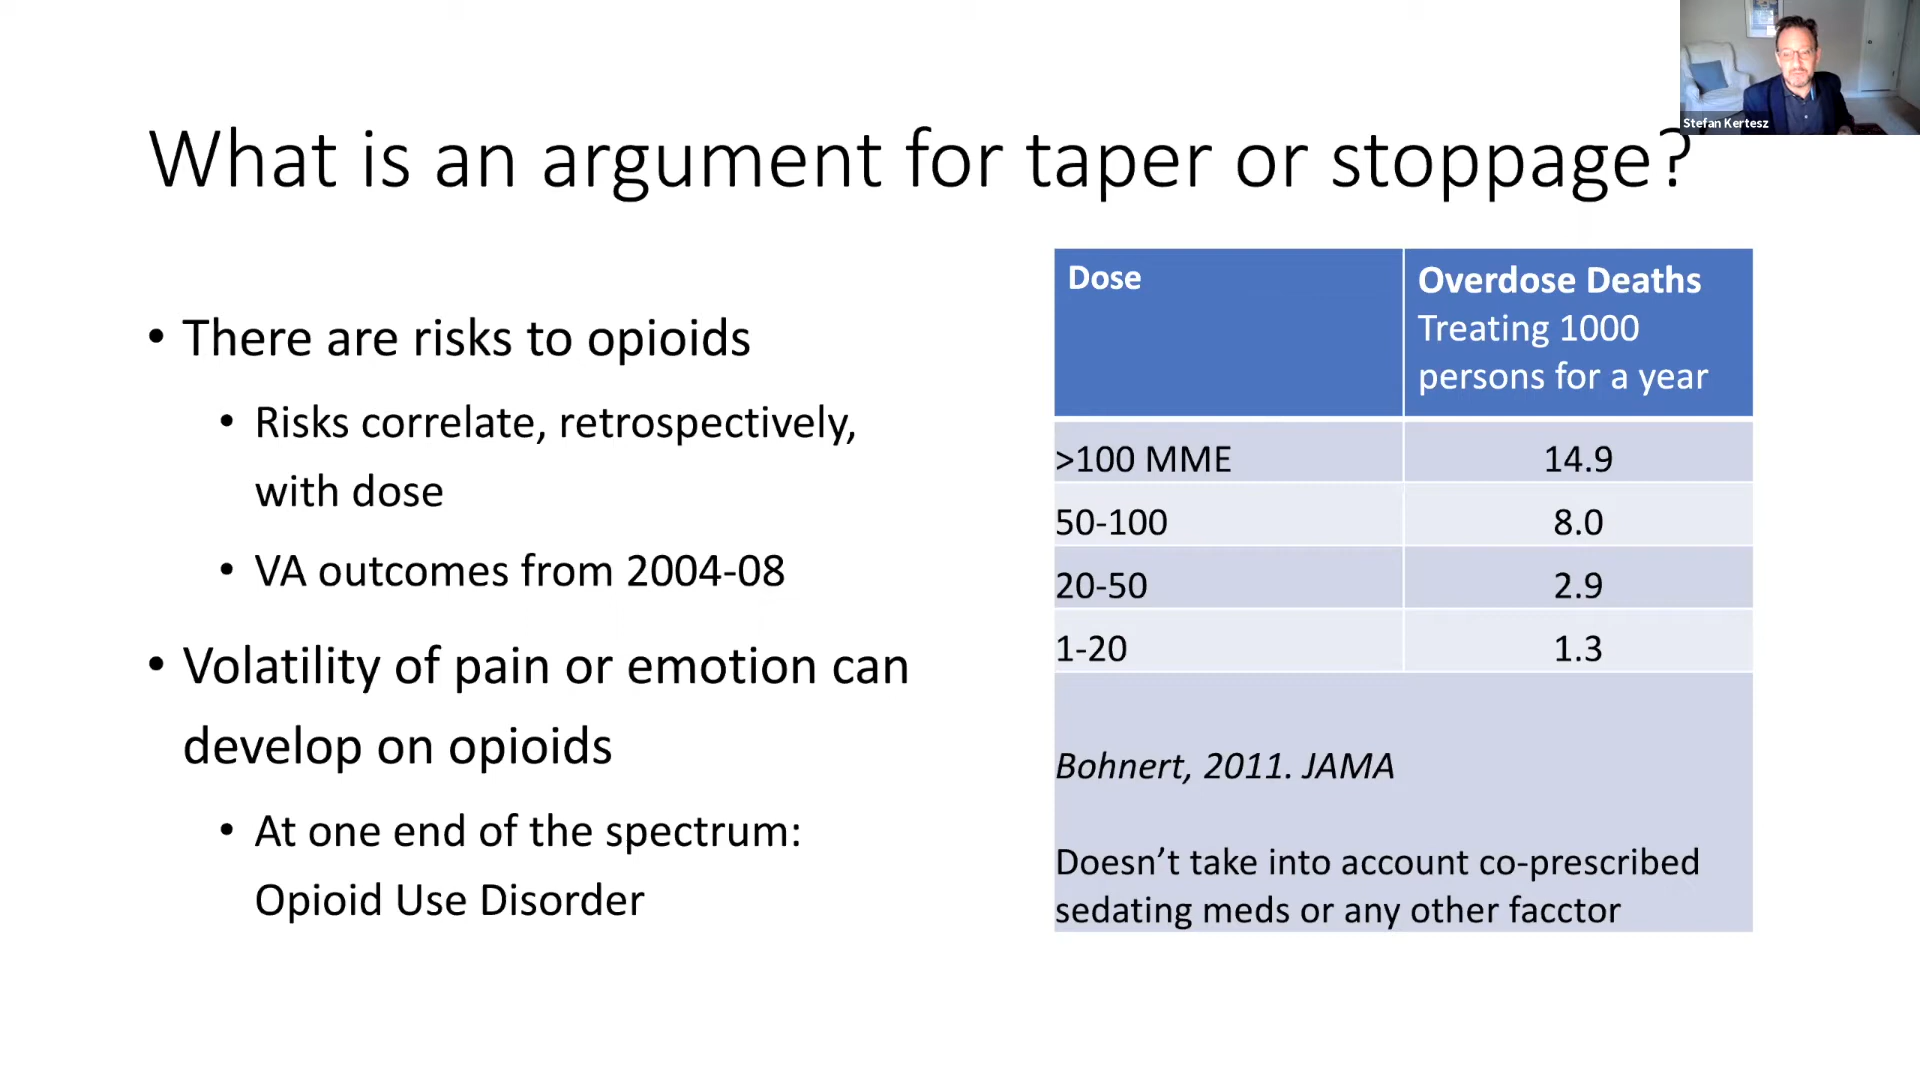 Stefan Kertesz
What is an argument for taper or stoppage?
• There are risks to opioids
• Risks correlate, retrospectively,
with dose
• VA outcomes from 2004-08
• Volatility of pain or emotion can
develop on opioids
• At one end of the spectrum:
Opioid Use Disorder
Dose
Overdose Deaths
Treating 1000
persons for a year
>100 MME 14.9
50-100 8.0
20-50 2.9
1-20 1.3
Bohnert, 2011. JAMA
Doesn’t take into account co-prescribed
sedating meds or any other facctor